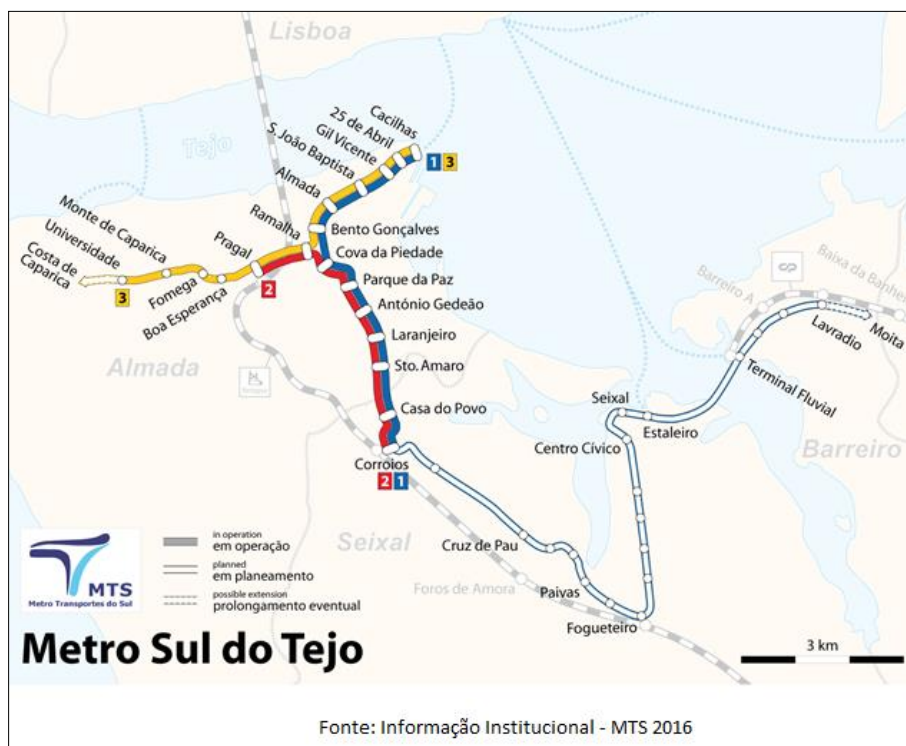 Lisboa
Tejo
Cacilhas
25 de Abril
Gil Vicente
S. João Baptista
Almada
Ramalha
Pragal
Monte de Caparica
Universidade
Costa de
Caparica
Fomega
Boa Esperança
1 3
3
2
Bento Gonçalves
Cova da Piedade
Parque da Paz
António Gedeão
Laranjeiro
Sto. Amaro
Casa do Povo
Corroios
2 1
Almada
Seixal
Barreiro
Barreiro A
Baixa da Banhei
Lavradio
Moita
Terminal Fluvial
Seixal
Estaleiro
Centro Cívico
Cruz de Pau
Paivas
Foros de Amora
Fogueteiro
MTS
Metro Transportes do Sul
in operation
em operação
planned
em planeamento
possible extension
prolongamento eventual
Metro Sul do Tejo
3 km
Fonte: Informação Institucional - MTS 2016